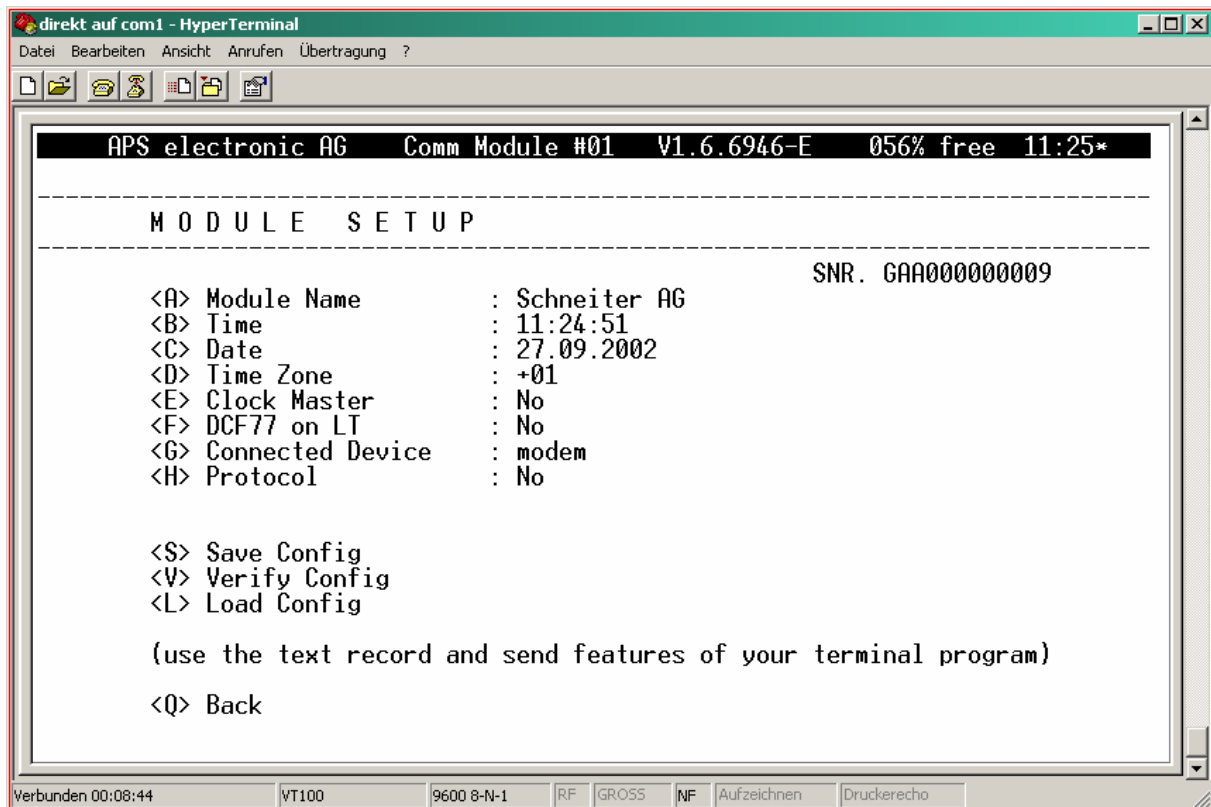 direkt auf com1 - HyperTerminal
Datei Bearbeiten Ansicht Anrufen Übertragung ?
APS electronic AG Comm Module #01 V1.6.6946-E 056% free 11:25*
M O D U L E S E T U P
SNR. GAA000000009
<A> Module Name : Schneiter AG
<B> Time : 11:24:51
<C> Date : 27.09.2002
<D> Time Zone : +01
<E> Clock Master : No
<F> DCF77 on LT : No
<G> Connected Device : modem
<H> Protocol : No
<S> Save Config
<V> Verify Config
<L> Load Config
(use the text record and send features of your terminal program)
<Q> Back
Verbunden 00:08:44 VT100 9600 8-N-1 RF GROSS NF Aufzeichnen Druckerecho